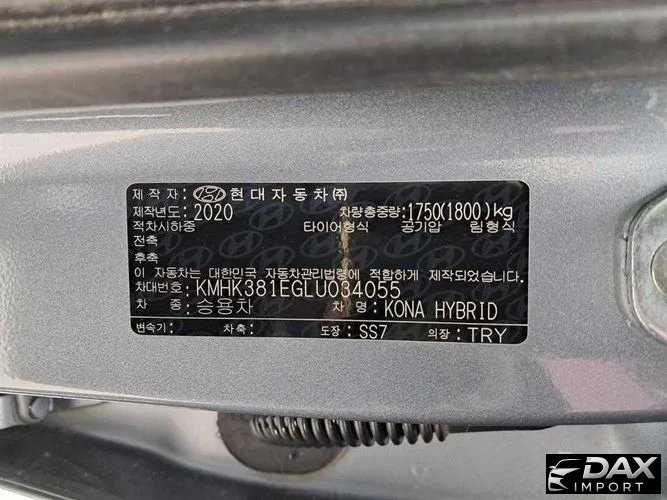 제 작 자 : HYUNDAI 현대자동차㈜
제작년도: 2020 차량총중량: 1750(1800)kg
적차시하중 타이어형식 공기압 림형식
전축
후축
이 자동차는 대한민국 자동차관리법령에 적합하게 제작되었습니다.
차대번호: KMHK381EGLU034055
차 종: 승용차 차 명: KONA HYBRID
변속기: 차축: 도장: SS7 의장: TRY
DAX
IMPORT